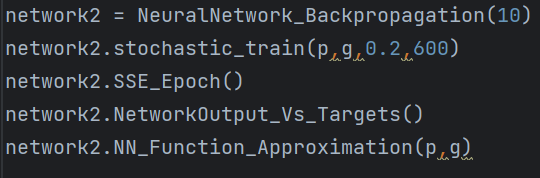 network2 = NeuralNetwork_Backpropagation(10)
network2.stochastic_train(p,g,0.2,600)
network2.SSE_Epoch()
network2.NetworkOutput_Vs_Targets()
network2.NN_Function_Approximation(p,g)